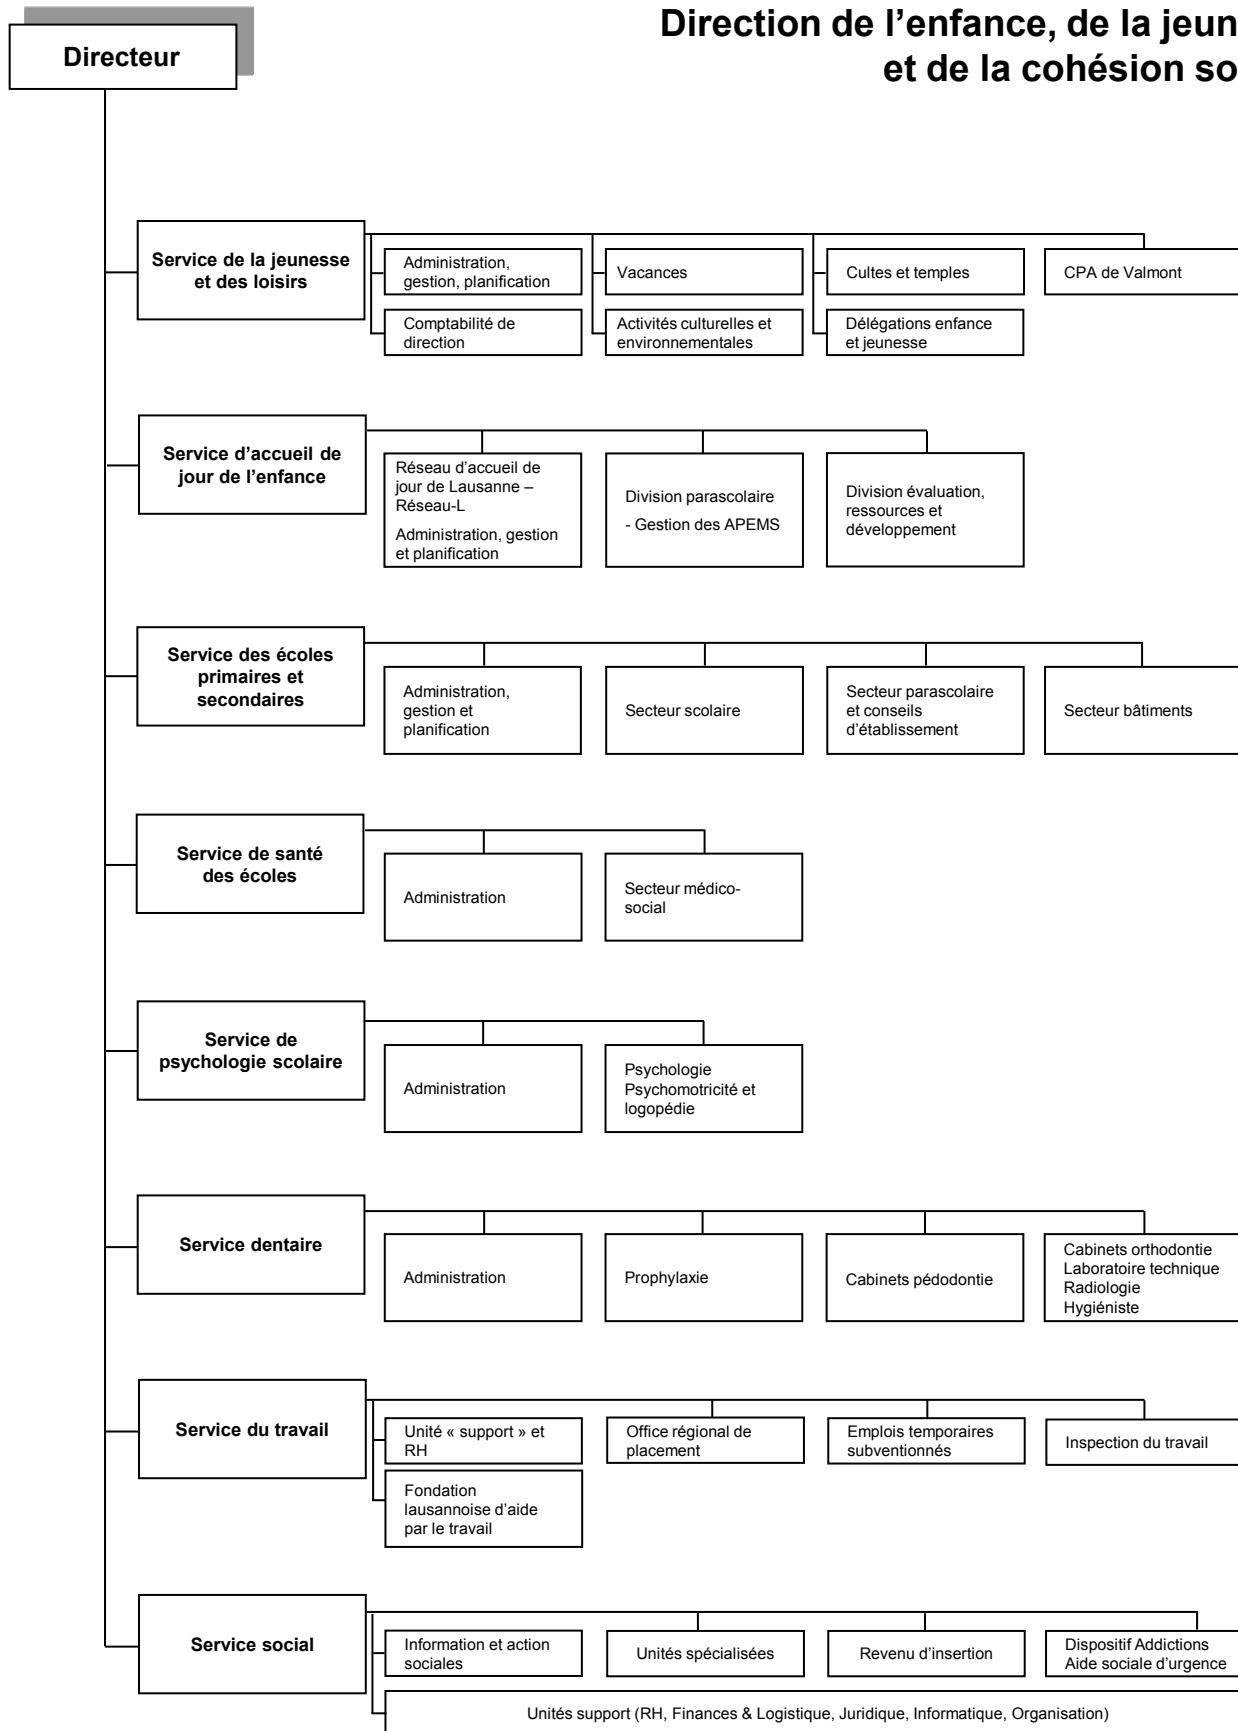 Directeur
Direction de l’enfance, de la jeun
et de la cohésion so
Service de la jeunesse
et des loisirs
Administration,
gestion, planification
Vacances
Cultes et temples
CPA de Valmont
Comptabilité de
direction
Activités culturelles et
environnementales
Délégations enfance
et jeunesse
Service d’accueil de
jour de l’enfance
Réseau d’accueil de
jour de Lausanne –
Réseau-L
Administration, gestion
et planification
Division parascolaire
- Gestion des APEMS
Division évaluation,
ressources et
développement
Service des écoles
primaires et
secondaires
Administration,
gestion et
planification
Secteur scolaire
Secteur parascolaire
et conseils
d’établissement
Secteur bâtiments
Service de santé
des écoles
Administration
Secteur médico-
social
Service de
psychologie scolaire
Administration
Psychologie
Psychomotricité et
logopédie
Service dentaire
Administration
Prophylaxie
Cabinets pédodontie
Cabinets orthodontie
Laboratoire technique
Radiologie
Hygiéniste
Service du travail
Unité « support » et
RH
Office régional de
placement
Emplois temporaires
subventionnés
Inspection du travail
Fondation
lausannoise d’aide
par le travail
Service social
Information et action
sociales
Unités spécialisées
Revenu d’insertion
Dispositif Addictions
Aide sociale d’urgence
Unités support (RH, Finances & Logistique, Juridique, Informatique, Organisation)